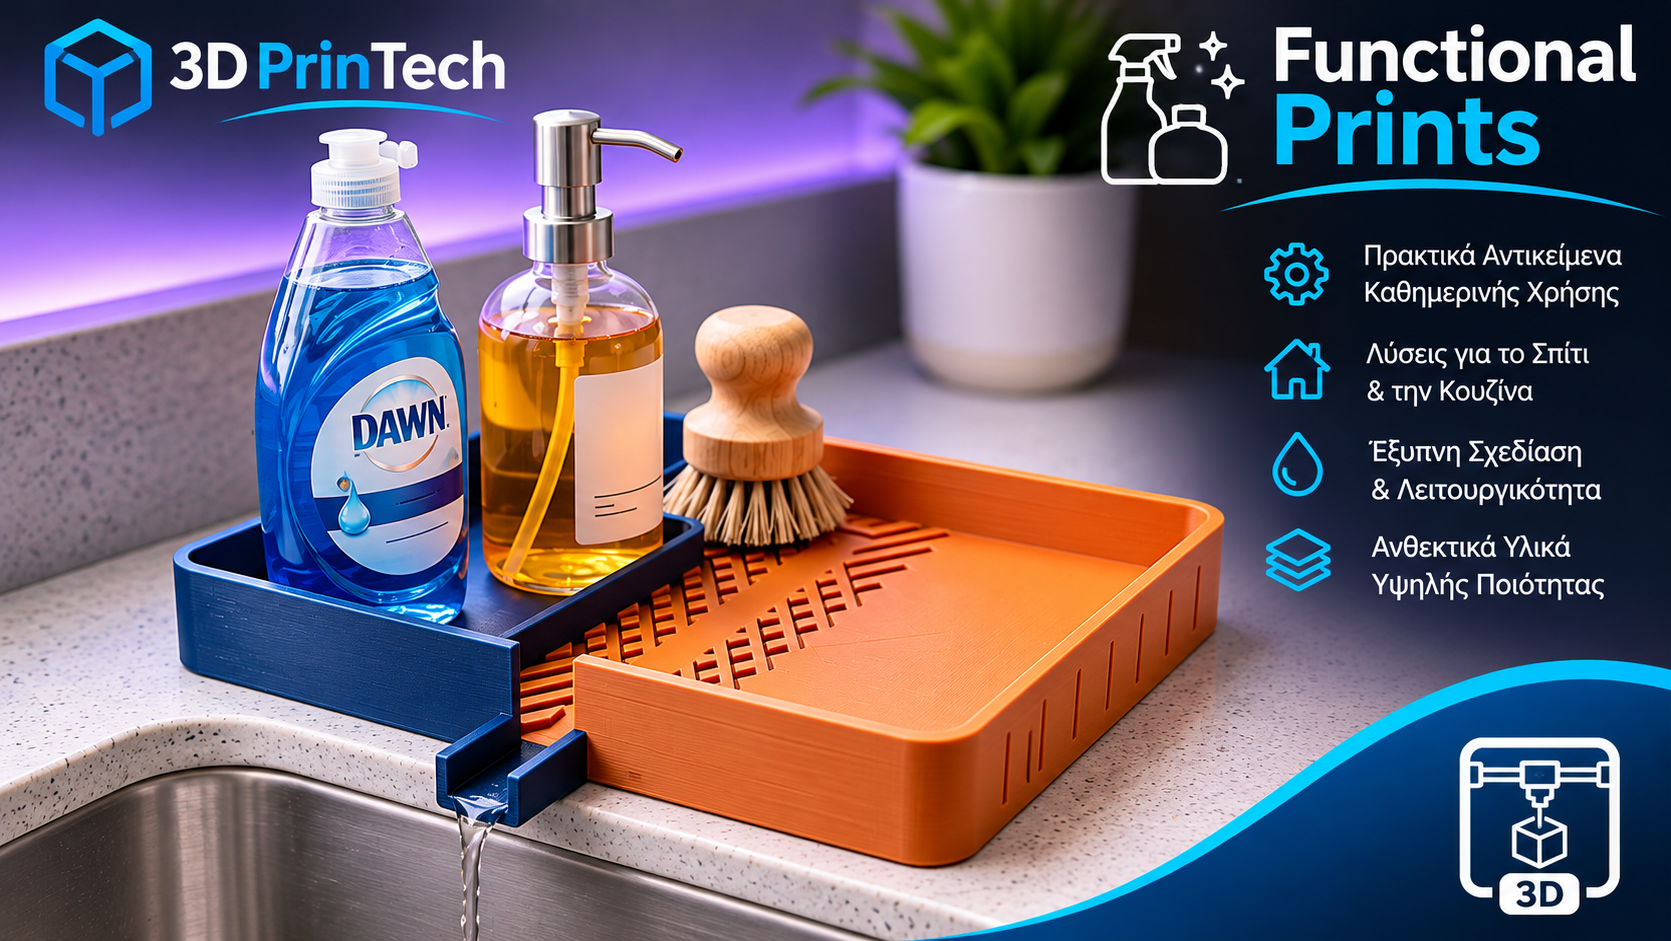 3D PrinTech
Functional
Prints
Πρακτικά Αντικείμενα
Καθημερινής Χρήσης
Λύσεις για το Σπίτι
& την Κουζίνα
Έξυπνη Σχεδίαση
& Λειτουργικότητα
Ανθεκτικά Υλικά
Υψηλής Ποιότητας
DAWN
3D